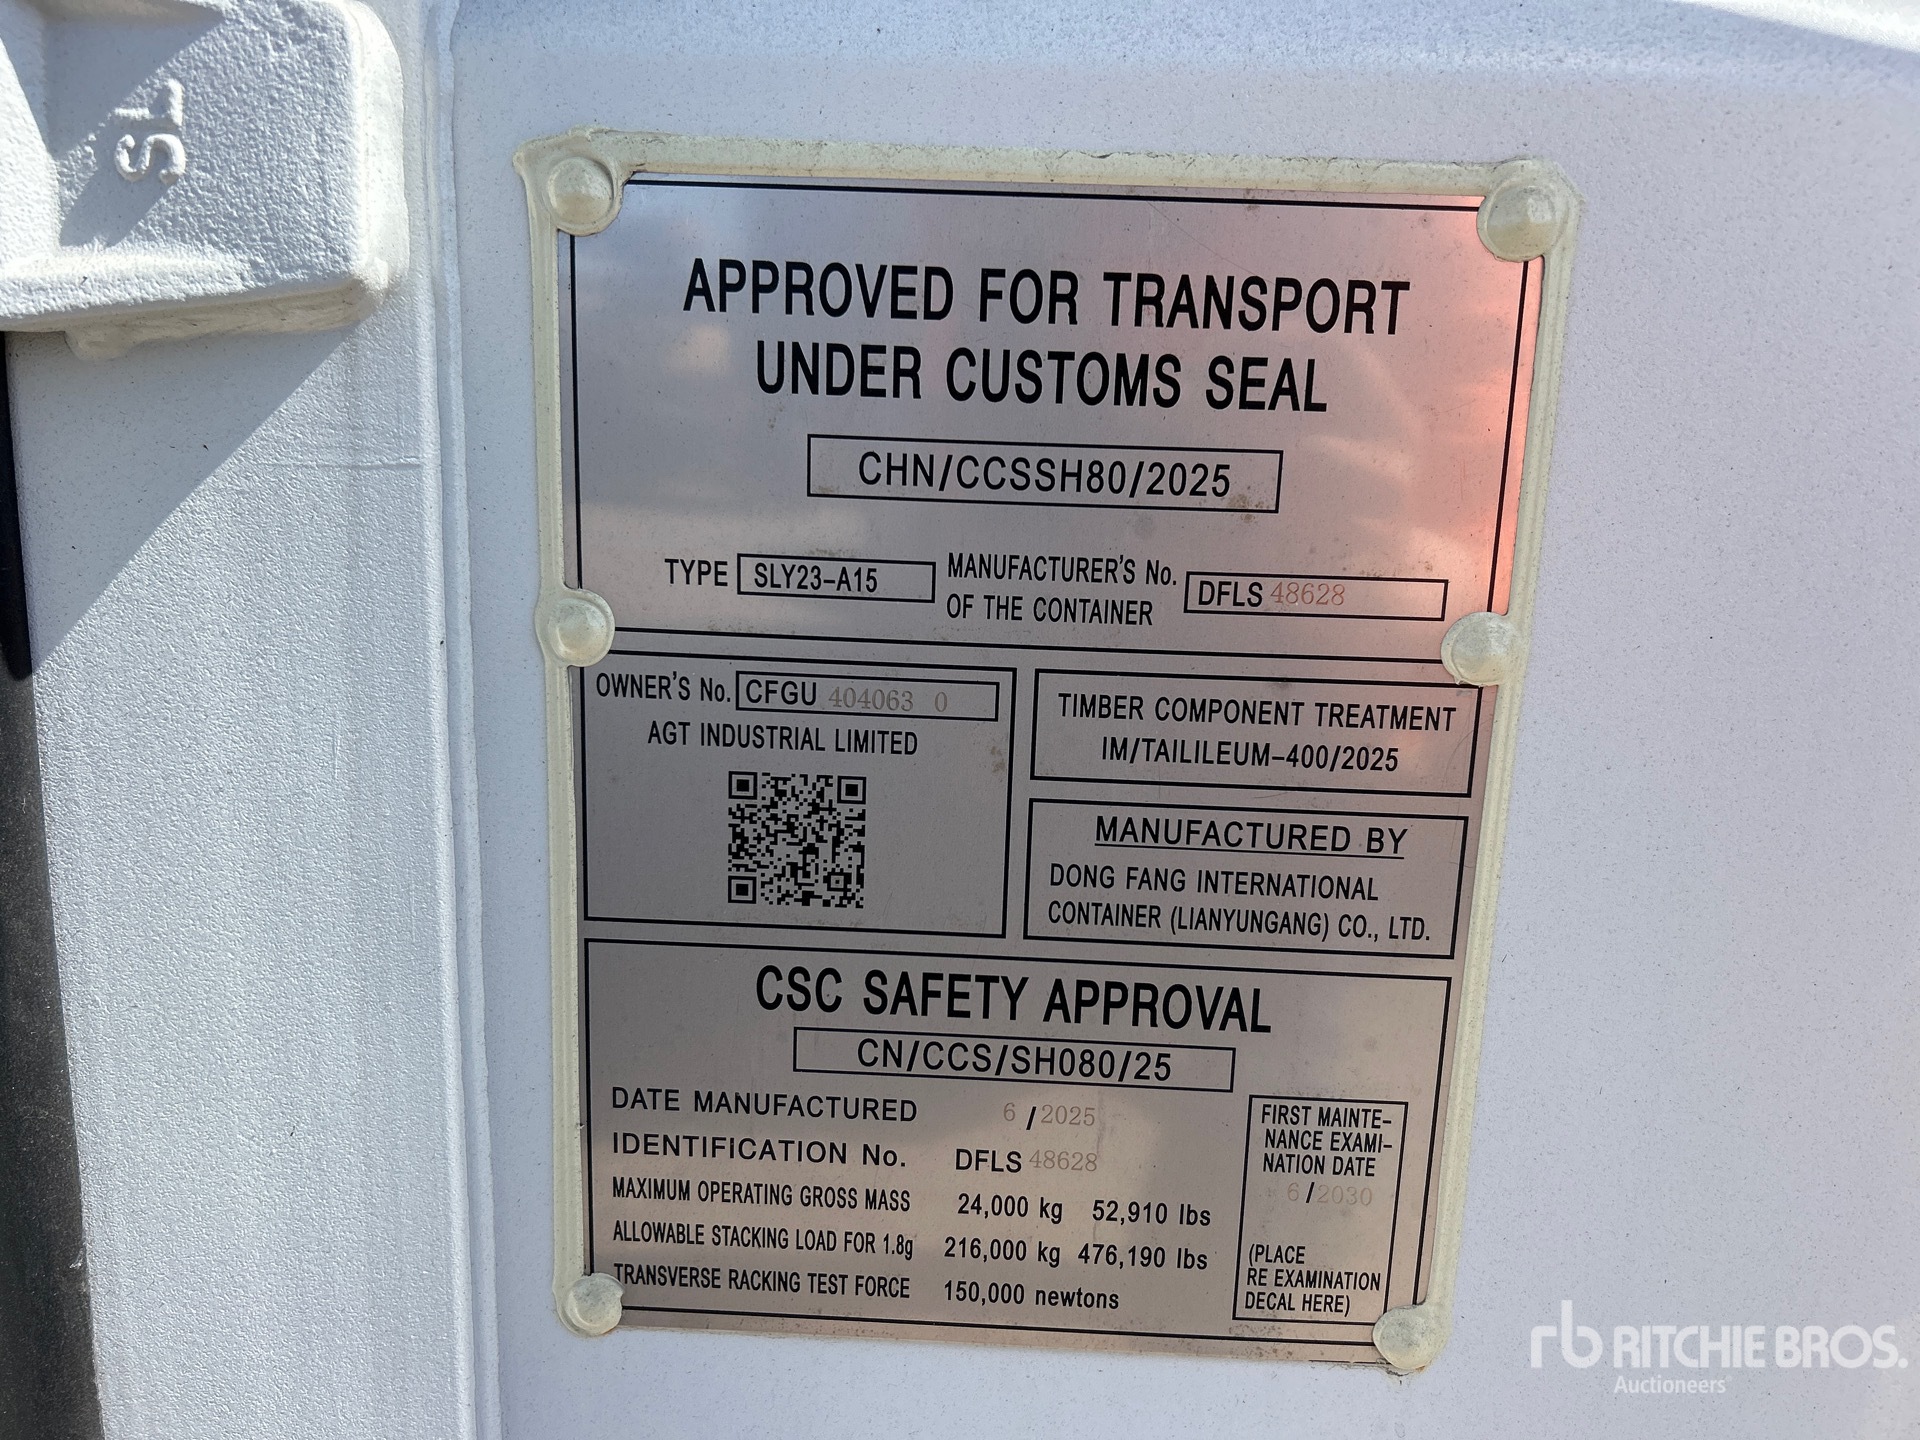 SL
APPROVED FOR TRANSPORT
UNDER CUSTOMS SEAL
CHN/CCSSH80/2025
TYPE SLY23-A15 MANUFACTURER'S No. OF THE CONTAINER DFLS 48628
OWNER'S No. CFGU 404063 0
AGT INDUSTRIAL LIMITED
TIMBER COMPONENT TREATMENT
IM/TAILILEUM-400/2025
MANUFACTURED BY
DONG FANG INTERNATIONAL
CONTAINER (LIANYUNGANG) CO., LTD.
CSC SAFETY APPROVAL
CN/CCS/SH080/25
DATE MANUFACTURED 6 / 2025
IDENTIFICATION No. DFLS 48628
MAXIMUM OPERATING GROSS MASS 24,000 kg 52,910 lbs
ALLOWABLE STACKING LOAD FOR 1.8g 216,000 kg 476,190 lbs
TRANSVERSE RACKING TEST FORCE 150,000 newtons
FIRST MAINTE-
NANCE EXAMI-
NATION DATE
6 / 2030
(PLACE
RE EXAMINATION
DECAL HERE)
rb RITCHIE BROS.
Auctioneers